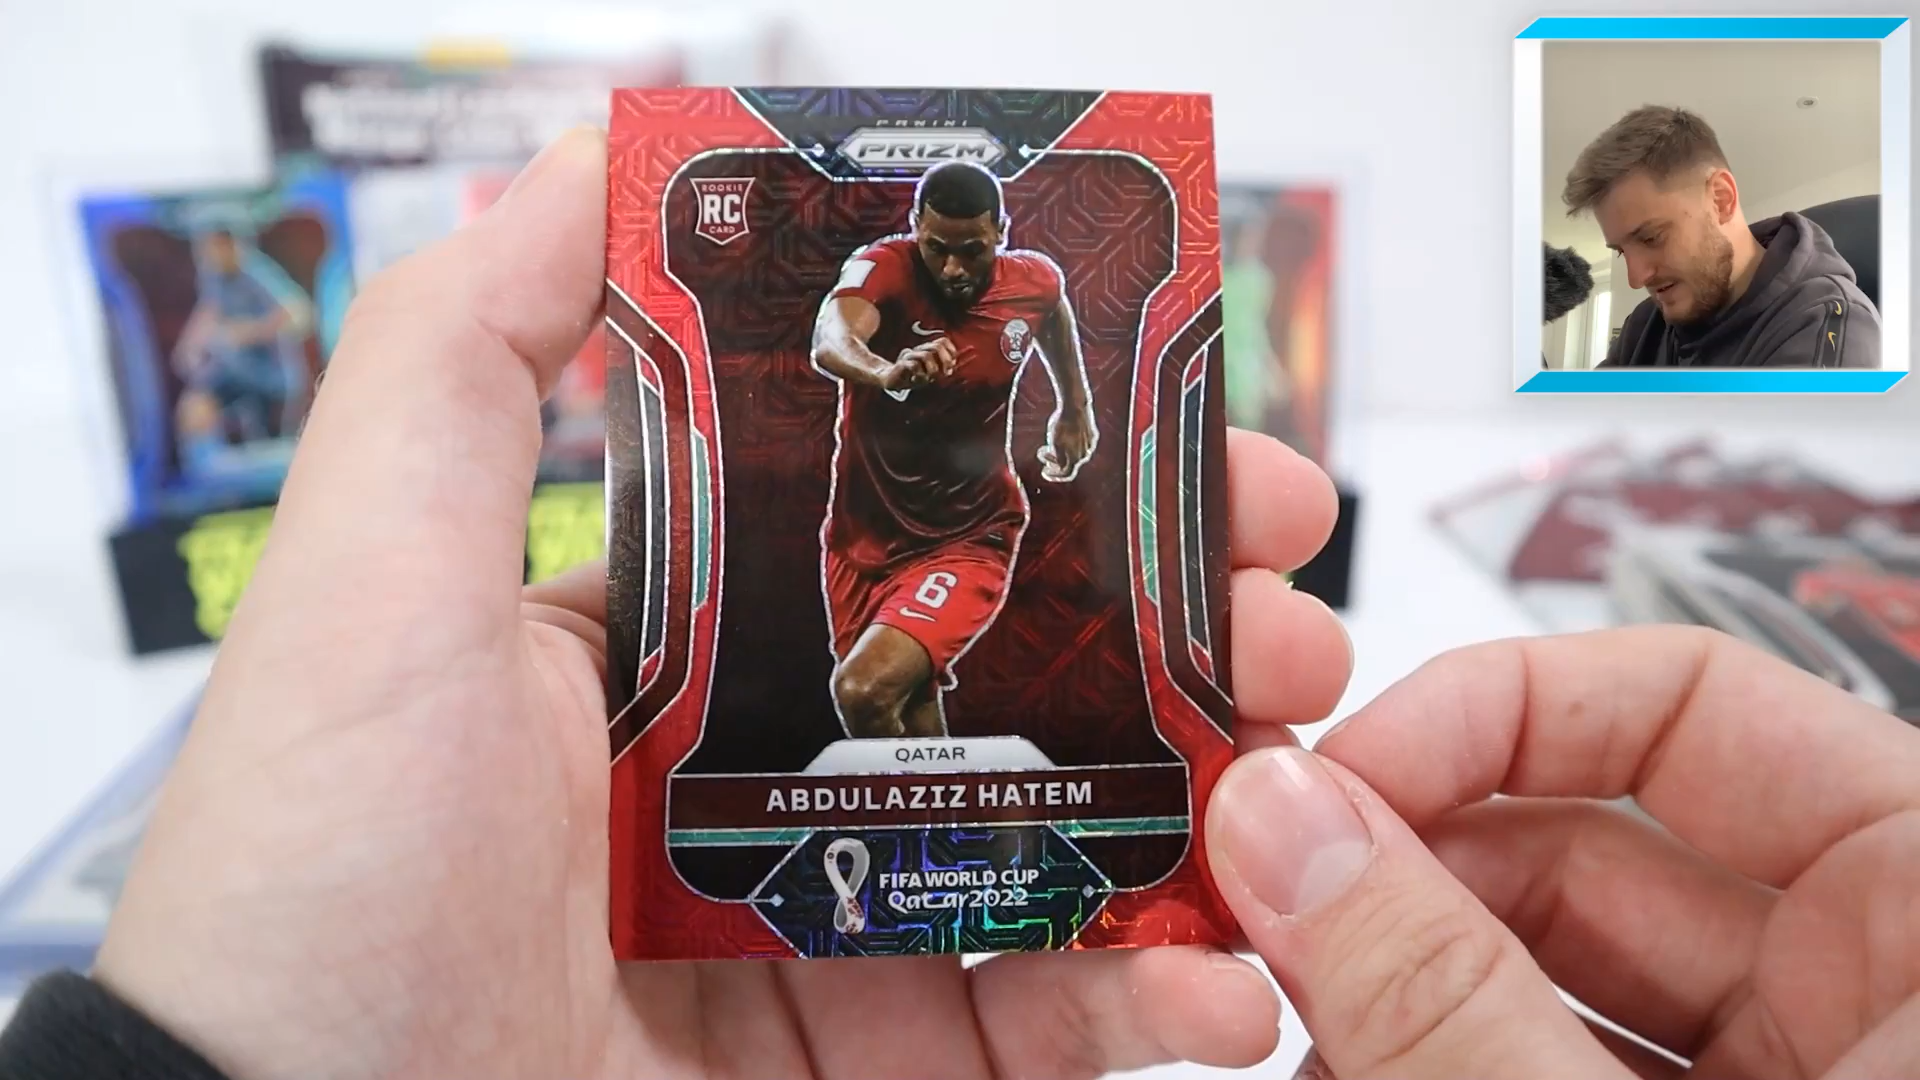 PANINI
PRIZM
ROOKIE
RC
CARD
6
QATAR
ABDULAZIZ HATEM
FIFA WORLD CUP
Qatar2022